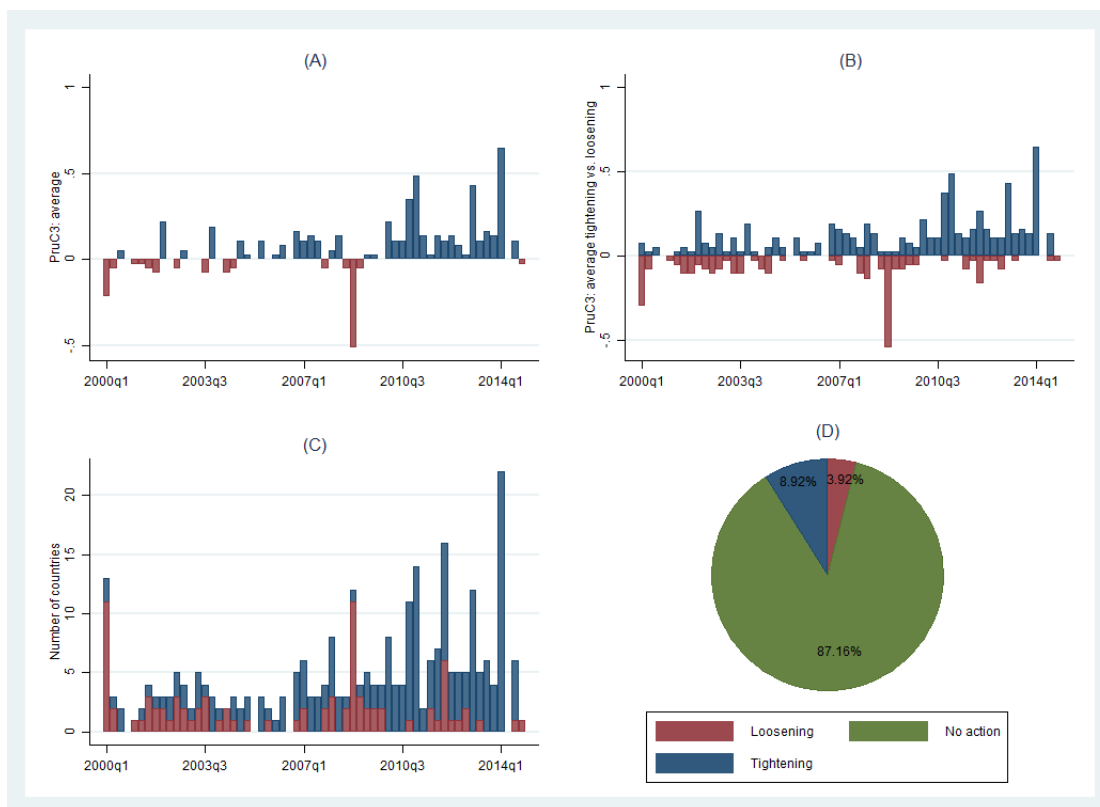 (A)
PruC3: average
1
.5
0
-.5
2000q1 2003q3 2007q1 2010q3 2014q1
(B)
PruC3: average tightening vs. loosening
1
.5
0
-.5
2000q1 2003q3 2007q1 2010q3 2014q1
(C)
Number of countries
20
15
10
5
0
2000q1 2003q3 2007q1 2010q3 2014q1
(D)
8.92% 3.92%
87.16%
Loosening No action
Tightening